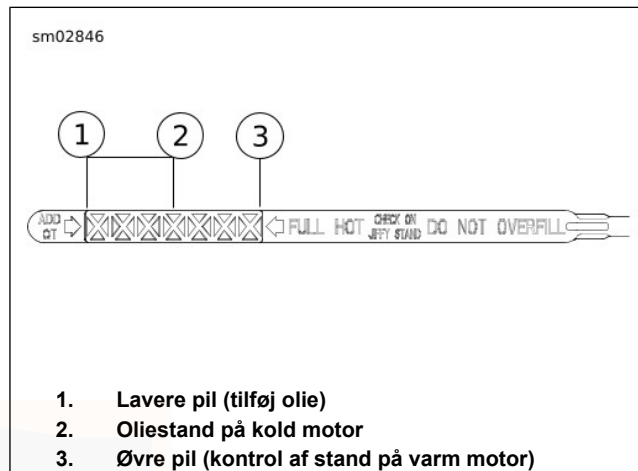 sm02846
1 2 3
ADD FULL HOT CHECK ON DO NOT OVERFILL
QT JIFFY STAND
1. Lavere pil (tilføj olie)
2. Oliestand på kold motor
3. Øvre pil (kontrol af stand på varm motor)